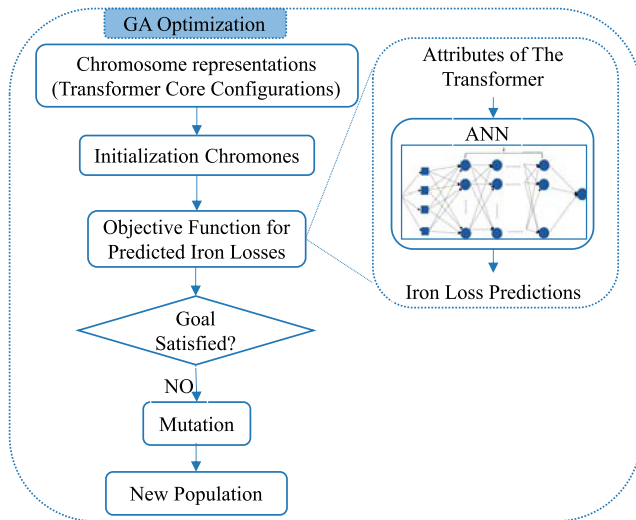 GA Optimization
Chromosome representations
(Transformer Core Configurations)
Initialization Chromones
Objective Function for
Predicted Iron Losses
Goal
Satisfied?
NO
Mutation
New Population
Attributes of The
Transformer
ANN
Iron Loss Predictions